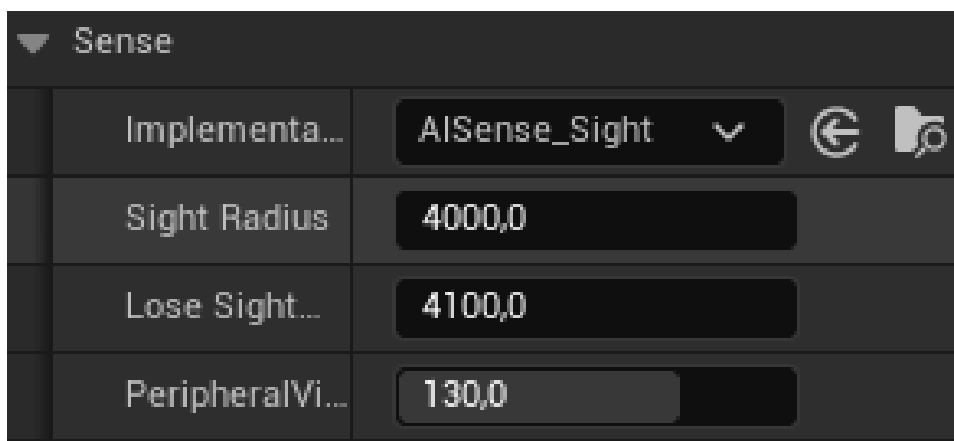 Sense
Implementa...
AISense_Sight
Sight Radius
4000,0
Lose Sight...
4100,0
PeripheralVi...
130,0